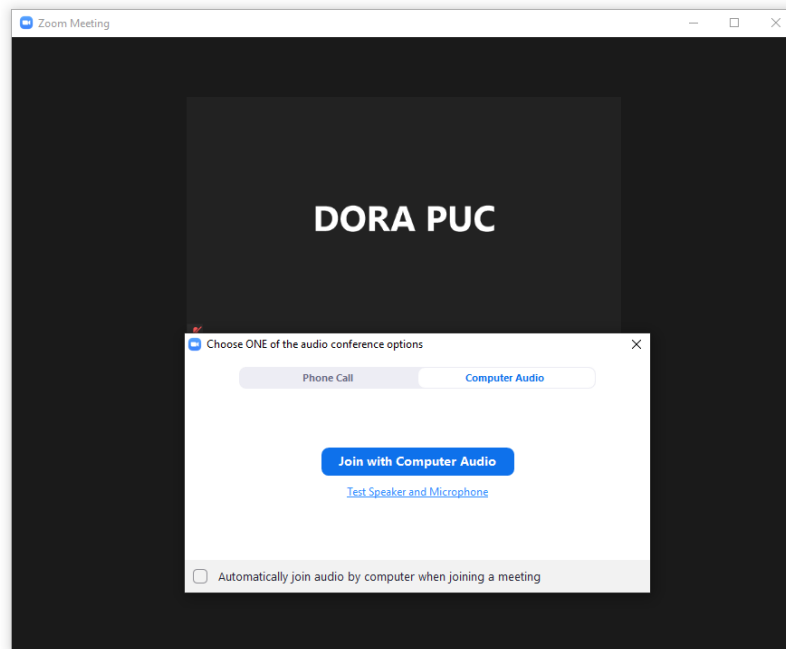 Zoom Meeting
DORA PUC
Choose ONE of the audio conference options
Phone Call
Computer Audio
Join with Computer Audio
Test Speaker and Microphone
Automatically join audio by computer when joining a meeting